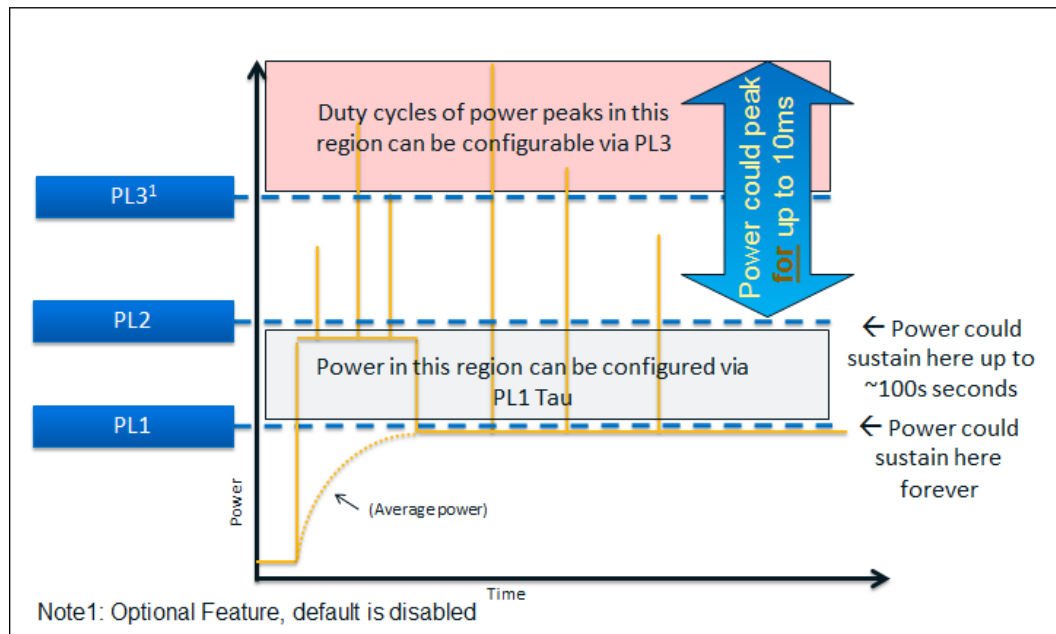 Duty cycles of power peaks in this
region can be configurable via PL3
Power could peak
for up to 10ms
PL3¹
PL2
← Power could
sustain here up to
~100s seconds
Power in this region can be configured via
PL1 Tau
PL1
← Power could
sustain here
forever
Power
(Average power)
Time
Note1: Optional Feature, default is disabled